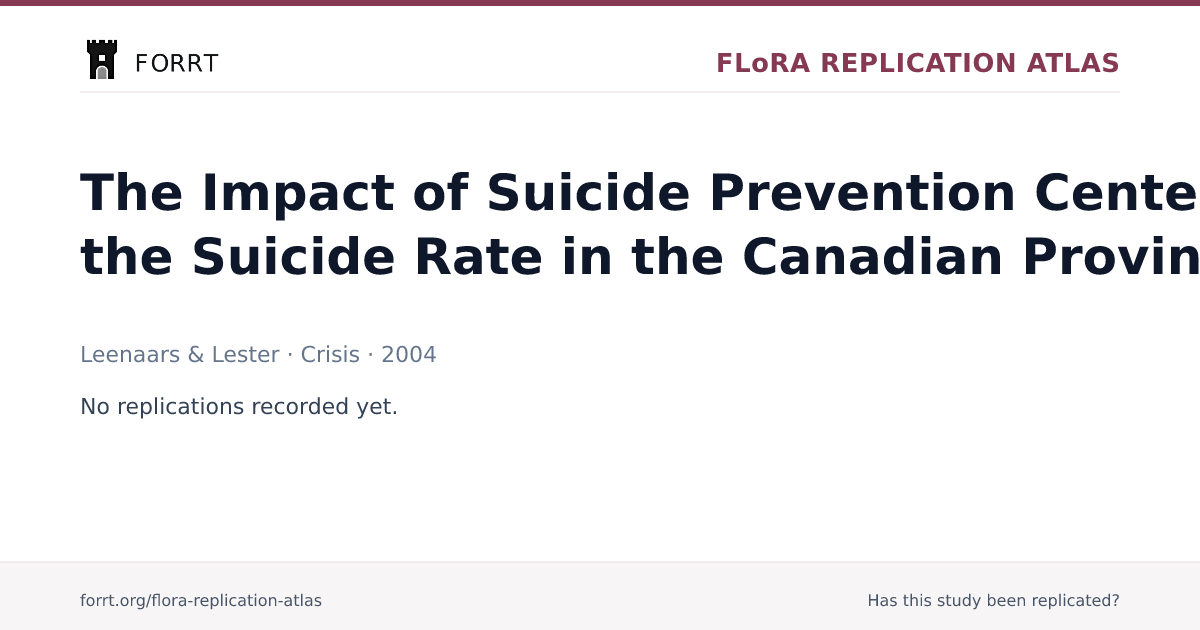 FORRT
FLoRA REPLICATION ATLAS
The Impact of Suicide Prevention Cente
the Suicide Rate in the Canadian Provin
Leenaars & Lester · Crisis · 2004
No replications recorded yet.
forrt.org/flora-replication-atlas
Has this study been replicated?